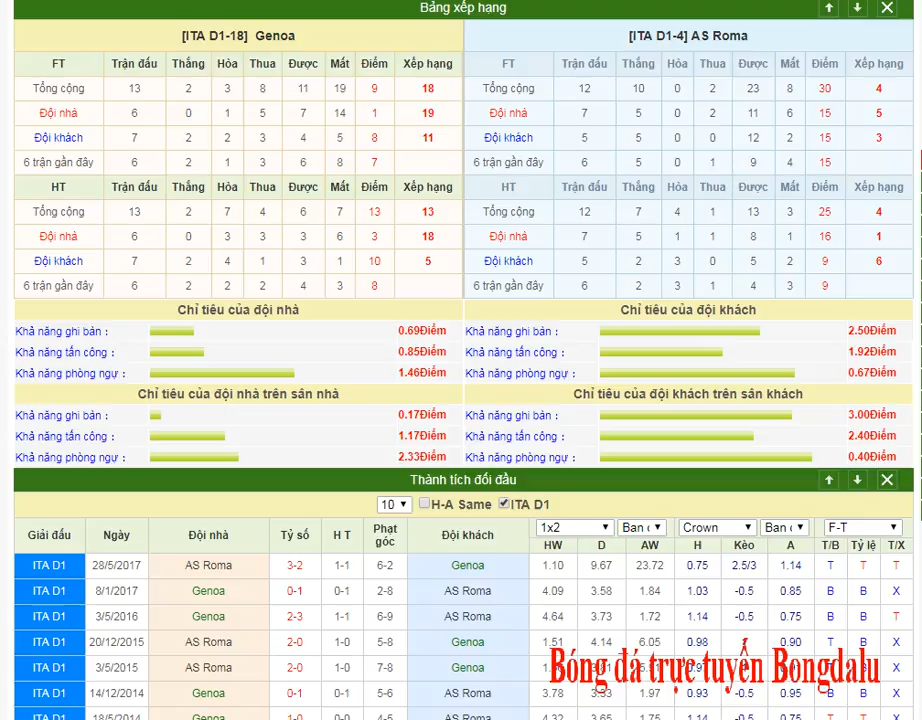 Bảng xếp hạng
[ITA D1-18] Genoa [ITA D1-4] AS Roma
FT Trận đấu Thắng Hòa Thua Được Mất Điểm Xếp hạng FT Trận đấu Thắng Hòa Thua Được Mất Điểm Xếp hạng
Tổng cộng 13 2 3 8 11 19 9 18 Tổng cộng 12 10 0 2 23 8 30 4
Đội nhà 6 0 1 5 7 14 1 19 Đội nhà 7 5 0 2 11 6 15 5
Đội khách 7 2 2 3 4 5 8 11 Đội khách 5 5 0 0 12 2 15 3
6 trận gần đây 6 2 1 3 6 8 7 6 trận gần đây 6 5 0 1 9 4 15
HT Trận đấu Thắng Hòa Thua Được Mất Điểm Xếp hạng HT Trận đấu Thắng Hòa Thua Được Mất Điểm Xếp hạng
Tổng cộng 13 2 7 4 6 7 13 13 Tổng cộng 12 7 4 1 13 3 25 4
Đội nhà 6 0 3 3 3 6 3 18 Đội nhà 7 5 1 1 8 1 16 1
Đội khách 7 2 4 1 3 1 10 5 Đội khách 5 2 3 0 5 2 9 6
6 trận gần đây 6 2 2 2 4 3 8 6 trận gần đây 6 2 3 1 4 3 9
Chỉ tiêu của đội nhà Chỉ tiêu của đội khách
Khả năng ghi bàn : 0.69Điểm Khả năng ghi bàn : 2.50Điểm
Khả năng tấn công : 0.85Điểm Khả năng tấn công : 1.92Điểm
Khả năng phòng ngự : 1.46Điểm Khả năng phòng ngự : 0.67Điểm
Chỉ tiêu của đội nhà trên sân nhà Chỉ tiêu của đội khách trên sân khách
Khả năng ghi bàn : 0.17Điểm Khả năng ghi bàn : 3.00Điểm
Khả năng tấn công : 1.17Điểm Khả năng tấn công : 2.40Điểm
Khả năng phòng ngự : 2.33Điểm Khả năng phòng ngự : 0.40Điểm
Thành tích đối đầu
10 H-A Same ITA D1
Giải đấu Ngày Đội nhà Tỷ số H T Phạt góc Đội khách 1x2 Ban c Crown Ban c F-T
HW D AW H Kèo A T/B Tỷ lệ T/X
ITA D1 28/5/2017 AS Roma 3-2 1-1 6-2 Genoa 1.10 9.67 23.72 0.75 2.5/3 1.14 T T T
ITA D1 8/1/2017 Genoa 0-1 0-1 2-8 AS Roma 4.09 3.58 1.84 1.03 -0.5 0.85 B B X
ITA D1 3/5/2016 Genoa 2-3 1-1 6-9 AS Roma 4.64 3.73 1.72 1.14 -0.5 0.75 B B T
ITA D1 20/12/2015 AS Roma 2-0 1-0 5-8 Genoa 1.51 4.14 6.05 0.98 0.90 T B X
ITA D1 3/5/2015 AS Roma 2-0 1-0 7-8 Genoa X
Bóng đá trực tuyến Bongdalu
ITA D1 14/12/2014 Genoa 0-1 0-1 5-6 AS Roma 3.78 1.97 0.93 -0.5 0.95 B B X
ITA D1 18/5/2014 Genoa 1-0 0-0 4-5 AS Roma 4.32 3.65 1.75 T T X